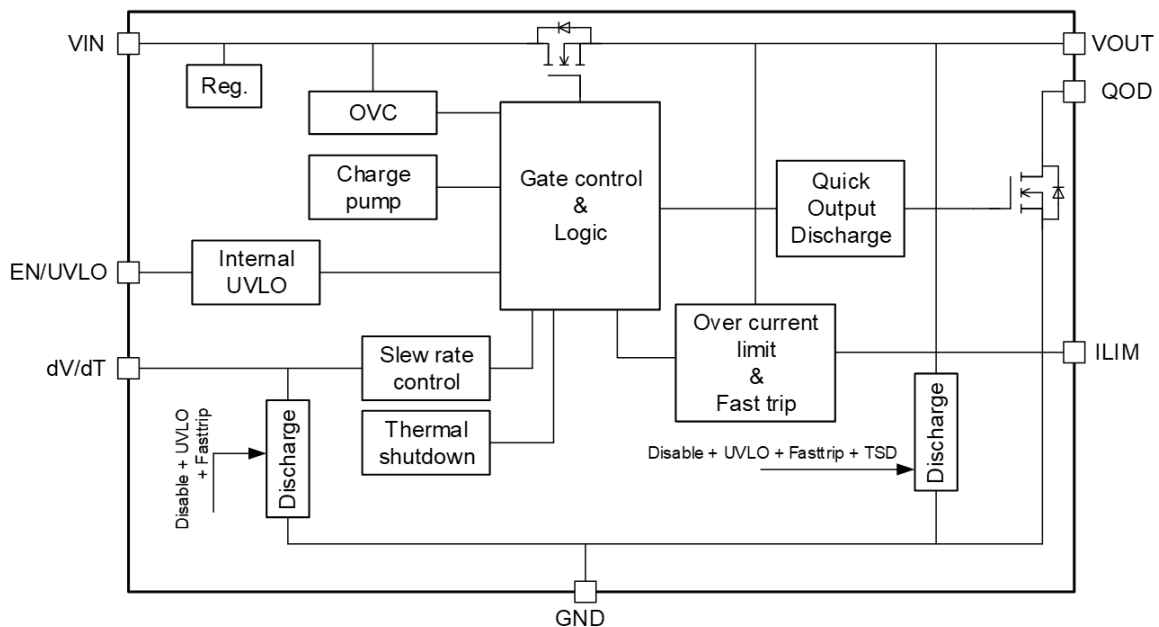 VIN
VOUT
Reg.
OVC
QOD
Charge
pump
Gate control
&
Logic
Quick
Output
Discharge
EN/UVLO
Internal
UVLO
dV/dT
Slew rate
control
Over current
limit
&
Fast trip
ILIM
Thermal
shutdown
Disable + UVLO
+ Fasttrip
Discharge
Disable + UVLO + Fasttrip + TSD
Discharge
GND